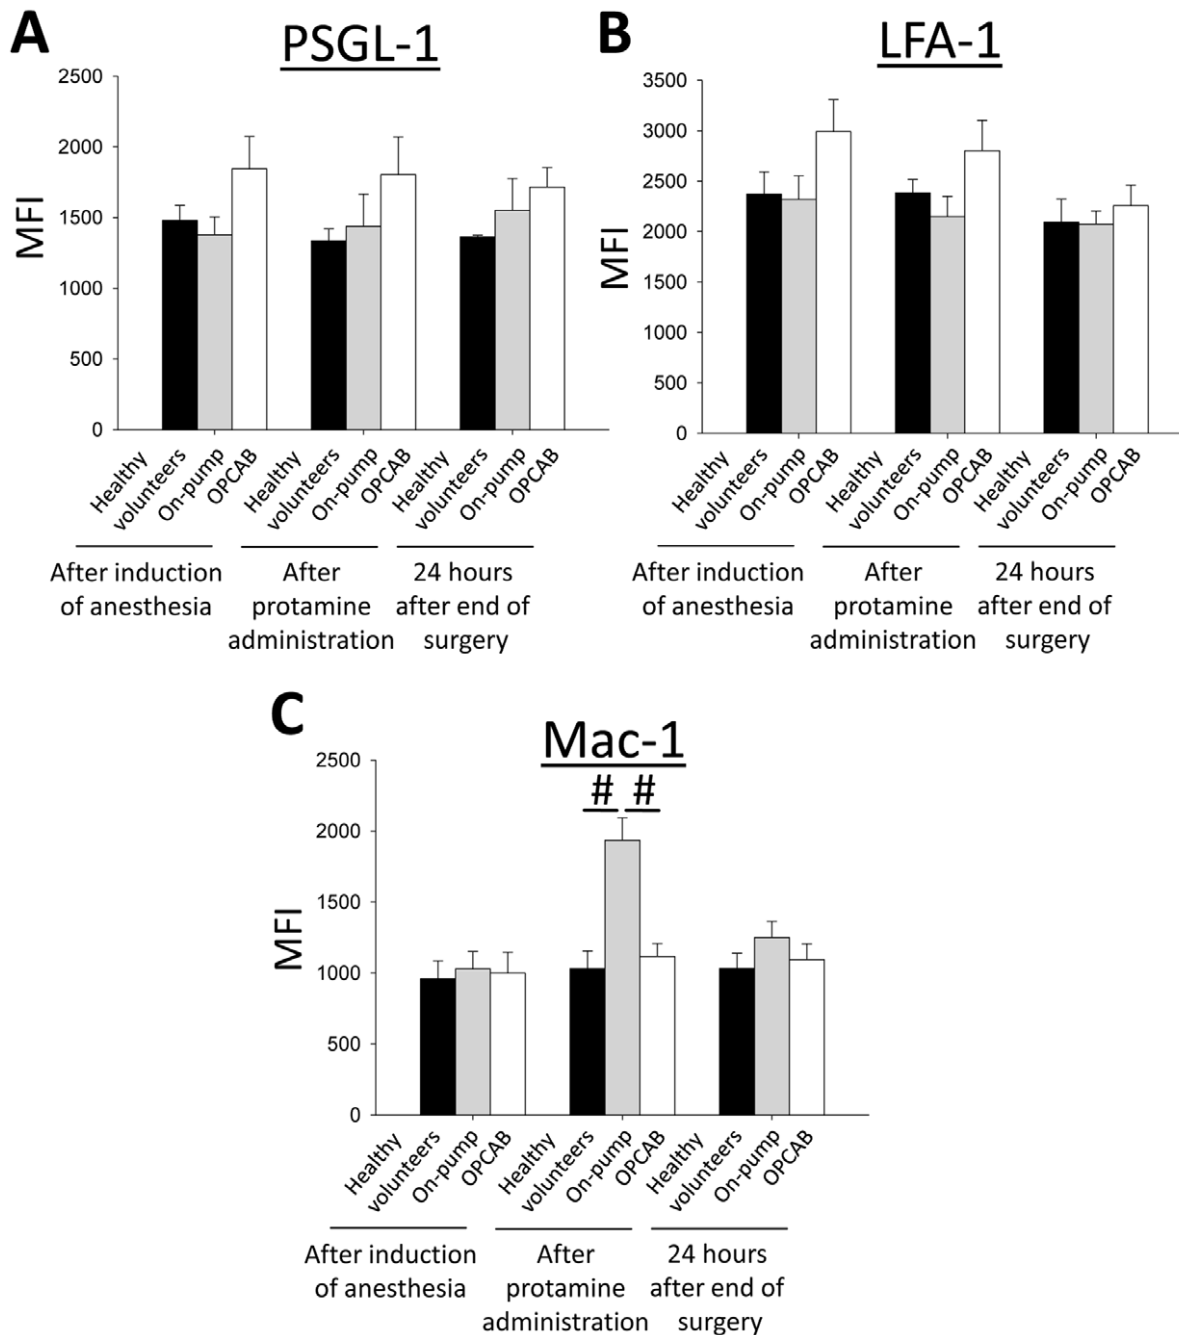 A
PSGL-1
2500
2000
1500
1000
500
0
MFI
Healthy
volunteers
On-pump
OPCAB
Healthy
volunteers
On-pump
OPCAB
Healthy
volunteers
On-pump
OPCAB
After induction
of anesthesia
After
protamine
administration
24 hours
after end of
surgery
B
LFA-1
3500
3000
2500
2000
1500
1000
500
0
MFI
Healthy
volunteers
On-pump
OPCAB
Healthy
volunteers
On-pump
OPCAB
Healthy
volunteers
On-pump
OPCAB
After induction
of anesthesia
After
protamine
administration
24 hours
after end of
surgery
C
Mac-1
# #
2500
2000
1500
1000
500
0
MFI
Healthy
volunteers
On-pump
OPCAB
Healthy
volunteers
On-pump
OPCAB
Healthy
volunteers
On-pump
OPCAB
After induction
of anesthesia
After
protamine
administration
24 hours
after end of
surgery